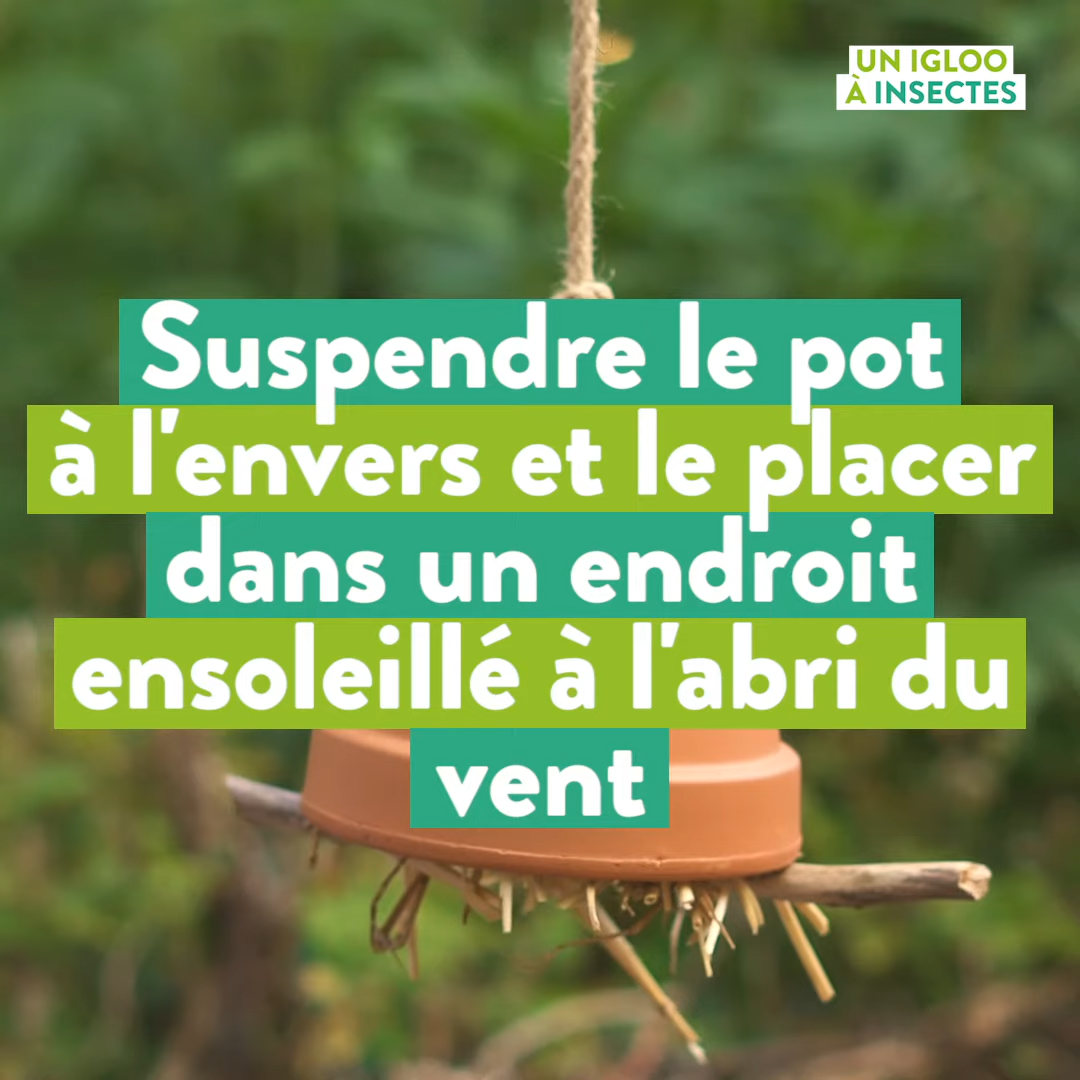 UN IGLOO
À INSECTES
Suspendre le pot
à l'envers et le placer
dans un endroit
ensoleillé à l'abri du
vent